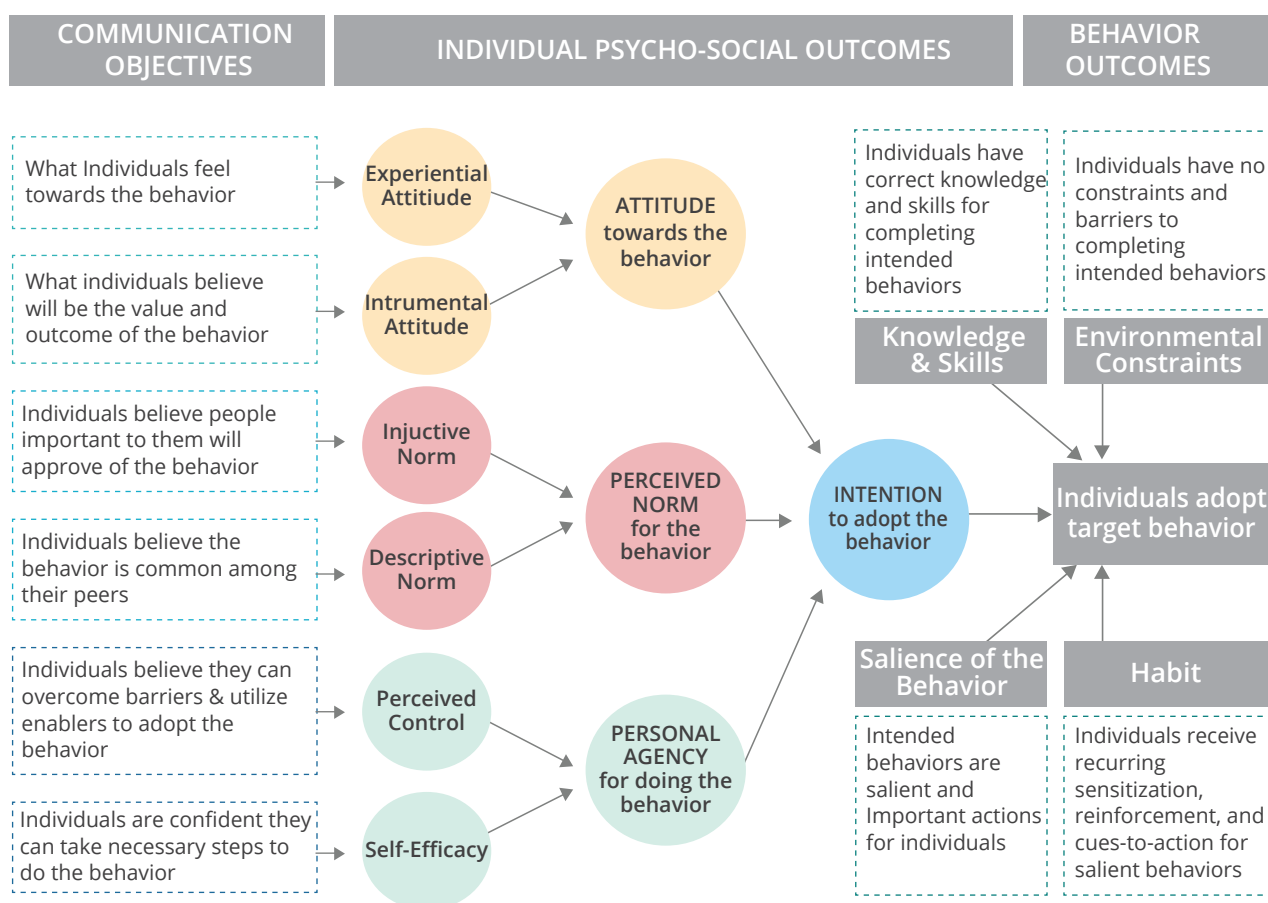 COMMUNICATION
OBJECTIVES
INDIVIDUAL PSYCHO-SOCIAL OUTCOMES
BEHAVIOR
OUTCOMES
What Individuals feel
towards the behavior
Experiential
Attitude
What individuals believe
will be the value and
outcome of the behavior
Intrumental
Attitude
ATTITUDE
towards the
behavior
Individuals believe people
important to them will
approve of the behavior
Injuctive
Norm
Individuals believe the
behavior is common among
their peers
Descriptive
Norm
PERCEIVED
NORM
for the
behavior
Individuals believe they can
overcome barriers & utilize
enablers to adopt the
behavior
Perceived
Control
Individuals are confident they
can take necessary steps to
do the behavior
Self-Efficacy
PERSONAL
AGENCY
for doing the
behavior
INTENTION
to adopt the
behavior
Individuals have
correct knowledge
and skills for
completing
intended
behaviors
Knowledge
& Skills
Individuals have no
constraints and
barriers to
completing
intended behaviors
Environmental
Constraints
Individuals adopt
target behavior
Salience of the
Behavior
Intended
behaviors are
salient and
Important actions
for individuals
Habit
Individuals receive
recurring
sensitization,
reinforcement, and
cues-to-action for
salient behaviors